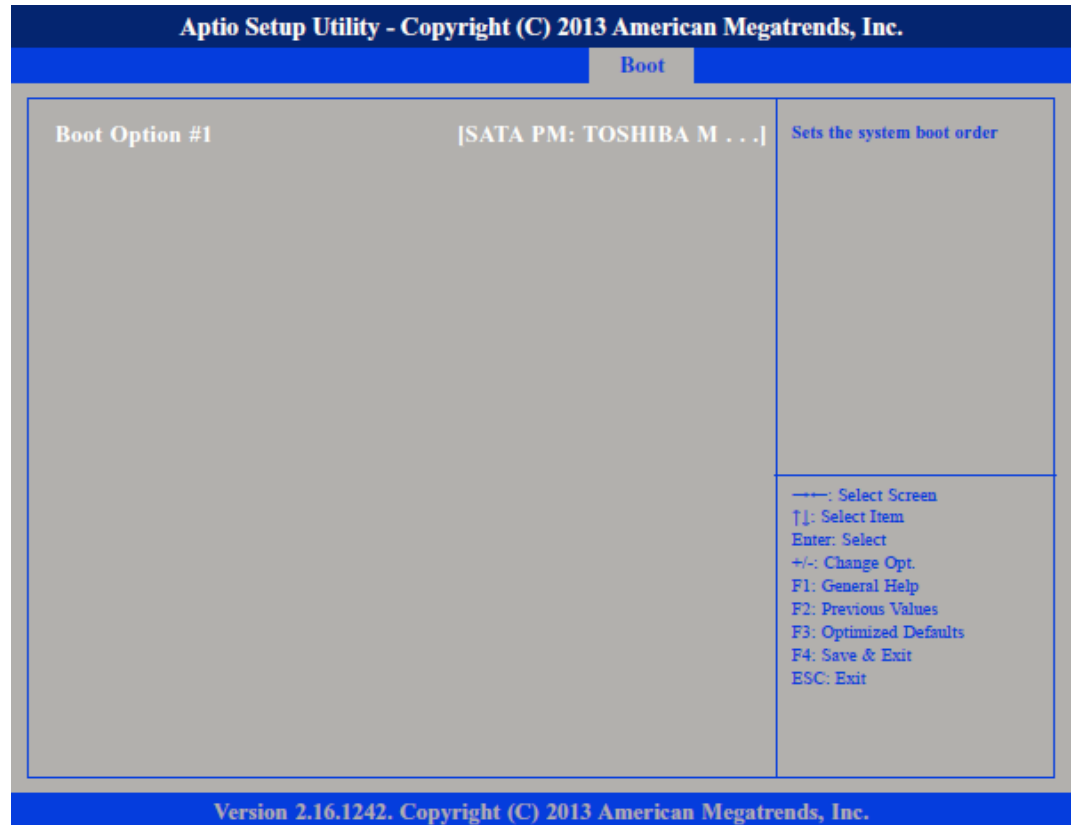 Aptio Setup Utility - Copyright (C) 2013 American Megatrends, Inc.
Boot
Boot Option #1 [SATA PM: TOSHIBA M . . .]
Sets the system boot order
→←: Select Screen
↑↓: Select Item
Enter: Select
+/-: Change Opt.
F1: General Help
F2: Previous Values
F3: Optimized Defaults
F4: Save & Exit
ESC: Exit
Version 2.16.1242. Copyright (C) 2013 American Megatrends, Inc.